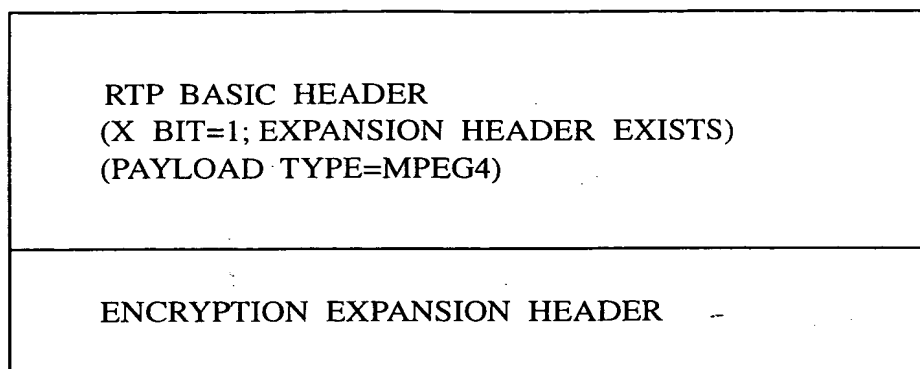 RTP BASIC HEADER
(X BIT=1; EXPANSION HEADER EXISTS)
(PAYLOAD TYPE=MPEG4)
ENCRYPTION EXPANSION HEADER